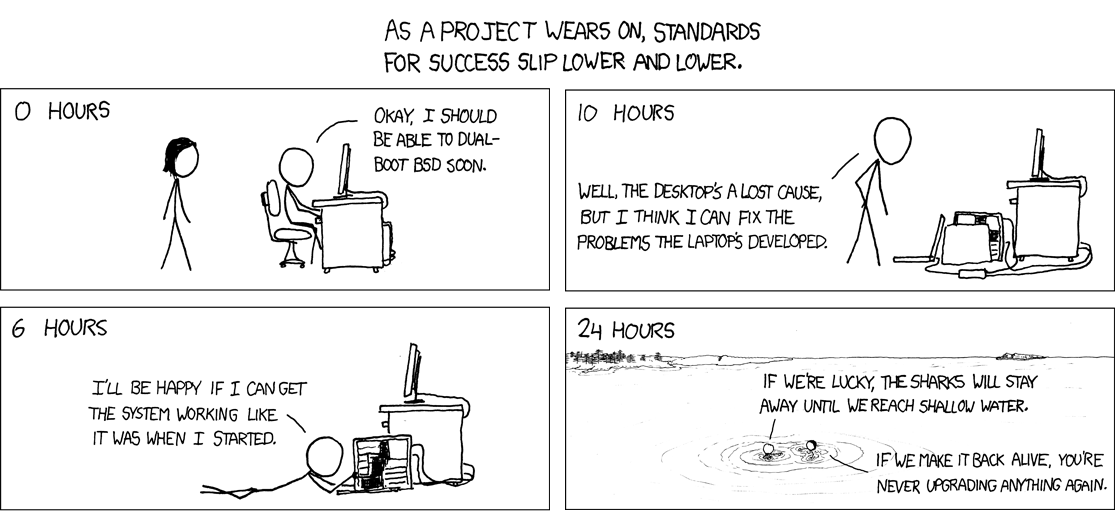 AS A PROJECT WEARS ON, STANDARDS
FOR SUCCESS SLIP LOWER AND LOWER.
0 HOURS
OKAY, I SHOULD
BE ABLE TO DUAL-
BOOT BSD SOON.
6 HOURS
I'LL BE HAPPY IF I CAN GET
THE SYSTEM WORKING LIKE
IT WAS WHEN I STARTED.
10 HOURS
WELL, THE DESKTOP'S A LOST CAUSE,
BUT I THINK I CAN FIX THE
PROBLEMS THE LAPTOP'S DEVELOPED.
24 HOURS
IF WE'RE LUCKY, THE SHARKS WILL STAY
AWAY UNTIL WE REACH SHALLOW WATER.
IF WE MAKE IT BACK ALIVE, YOU'RE
NEVER UPGRADING ANYTHING AGAIN.